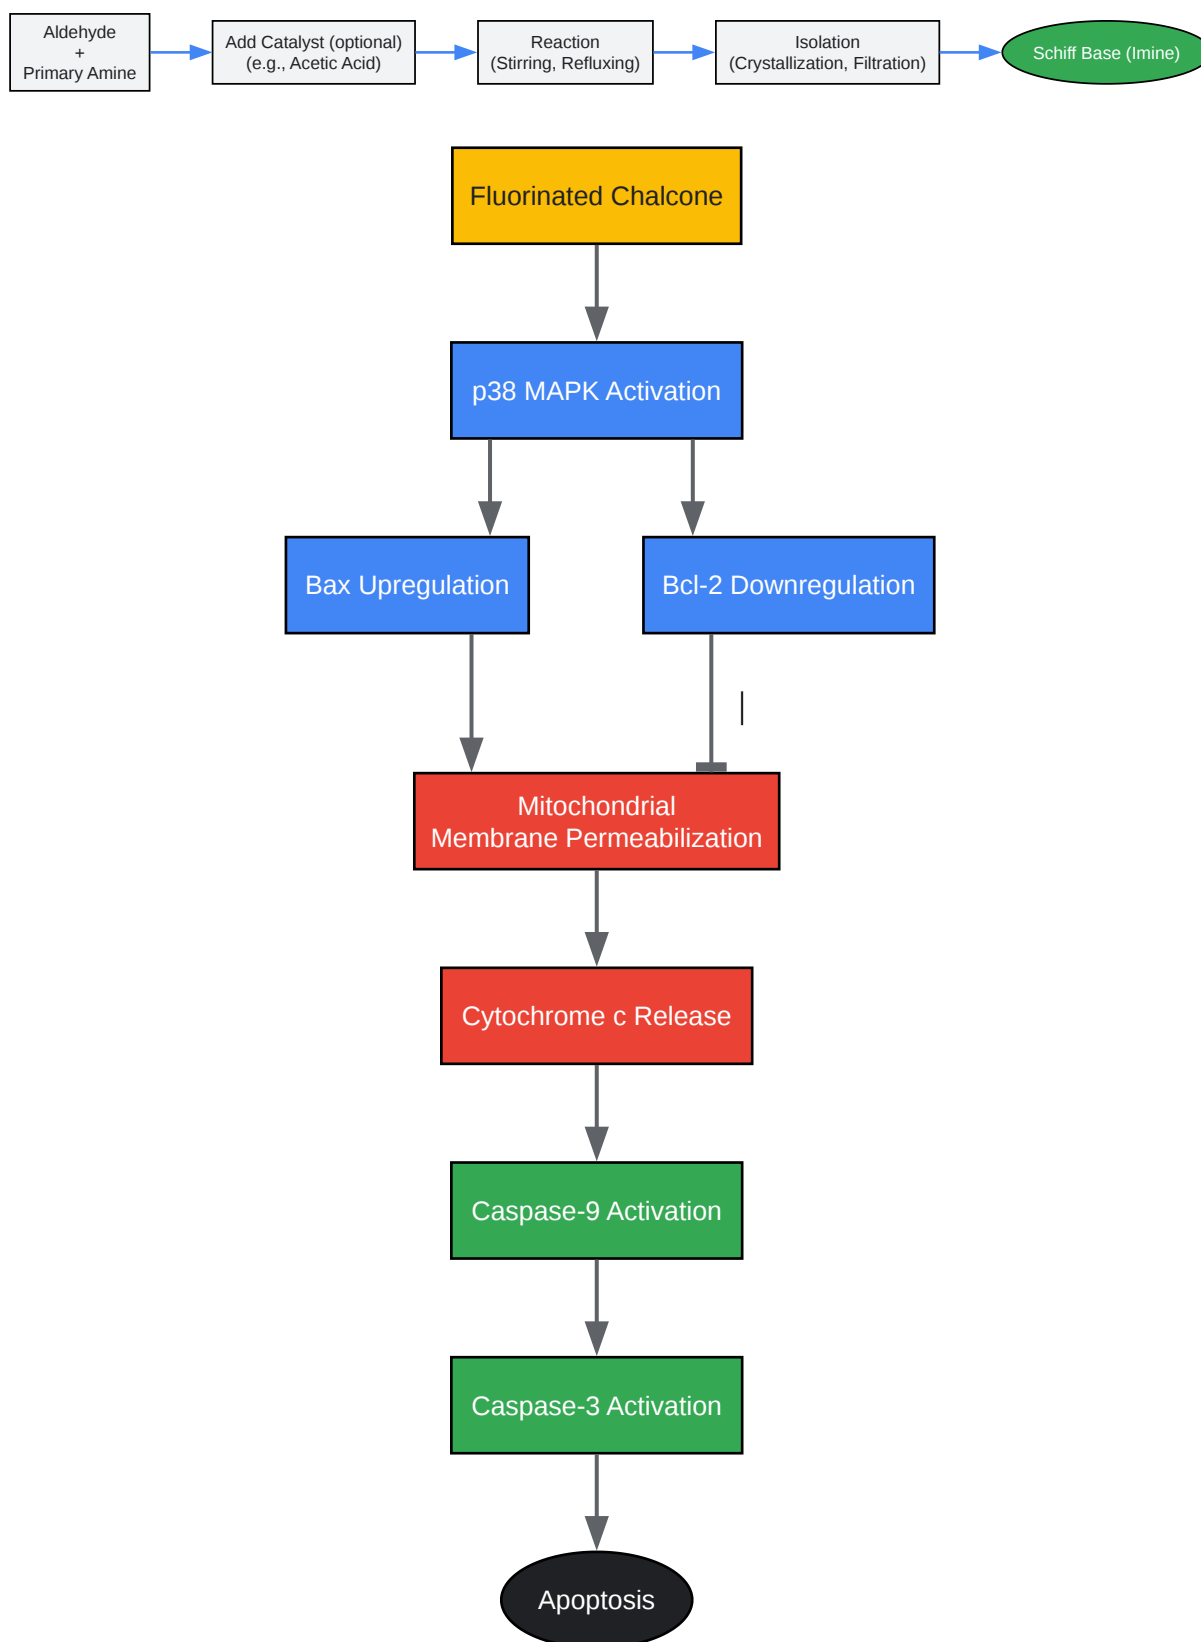 Aldehyde
+
Primary Amine
Add Catalyst (optional)
(e.g., Acetic Acid)
Reaction
(Stirring, Refluxing)
Isolation
(Crystallization, Filtration)
Schiff Base (Imine)
Fluorinated Chalcone
p38 MAPK Activation
Bax Upregulation
Bcl-2 Downregulation
|
Mitochondrial
Membrane Permeabilization
Cytochrome c Release
Caspase-9 Activation
Caspase-3 Activation
Apoptosis